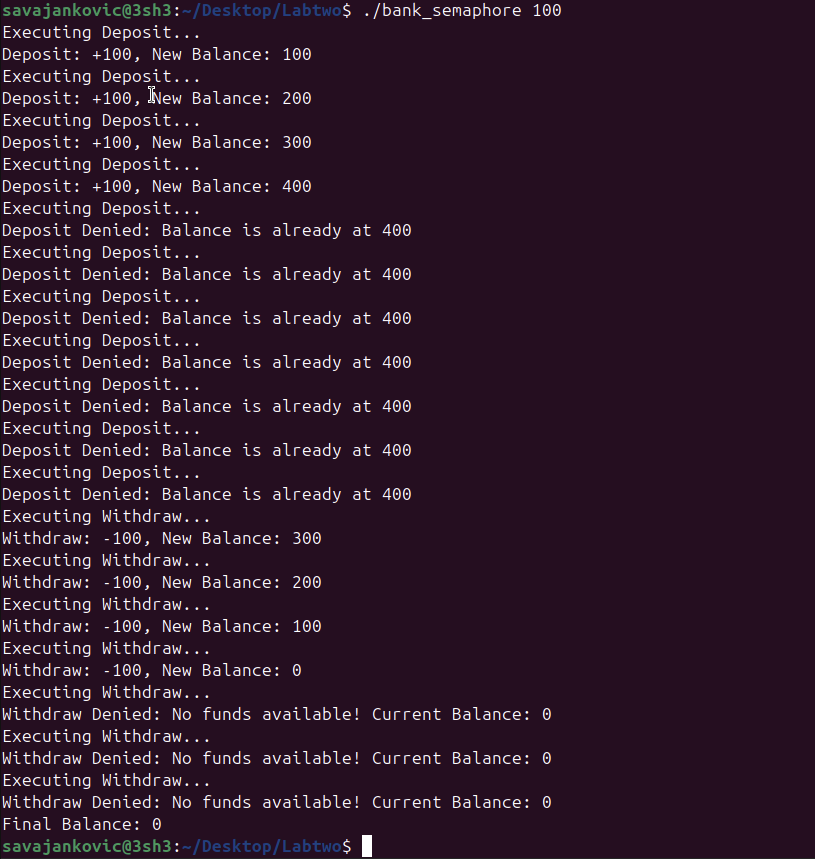 savajankovic@3sh3:~/Desktop/Labtwo$ ./bank_semaphore 100
Executing Deposit...
Deposit: +100, New Balance: 100
Executing Deposit...
Deposit: +100, New Balance: 200
Executing Deposit...
Deposit: +100, New Balance: 300
Executing Deposit...
Deposit: +100, New Balance: 400
Executing Deposit...
Deposit Denied: Balance is already at 400
Executing Deposit...
Deposit Denied: Balance is already at 400
Executing Deposit...
Deposit Denied: Balance is already at 400
Executing Deposit...
Deposit Denied: Balance is already at 400
Executing Deposit...
Deposit Denied: Balance is already at 400
Executing Deposit...
Deposit Denied: Balance is already at 400
Executing Deposit...
Deposit Denied: Balance is already at 400
Executing Withdraw...
Withdraw: -100, New Balance: 300
Executing Withdraw...
Withdraw: -100, New Balance: 200
Executing Withdraw...
Withdraw: -100, New Balance: 100
Executing Withdraw...
Withdraw: -100, New Balance: 0
Executing Withdraw...
Withdraw Denied: No funds available! Current Balance: 0
Executing Withdraw...
Withdraw Denied: No funds available! Current Balance: 0
Executing Withdraw...
Withdraw Denied: No funds available! Current Balance: 0
Final Balance: 0
savajankovic@3sh3:~/Desktop/Labtwo$